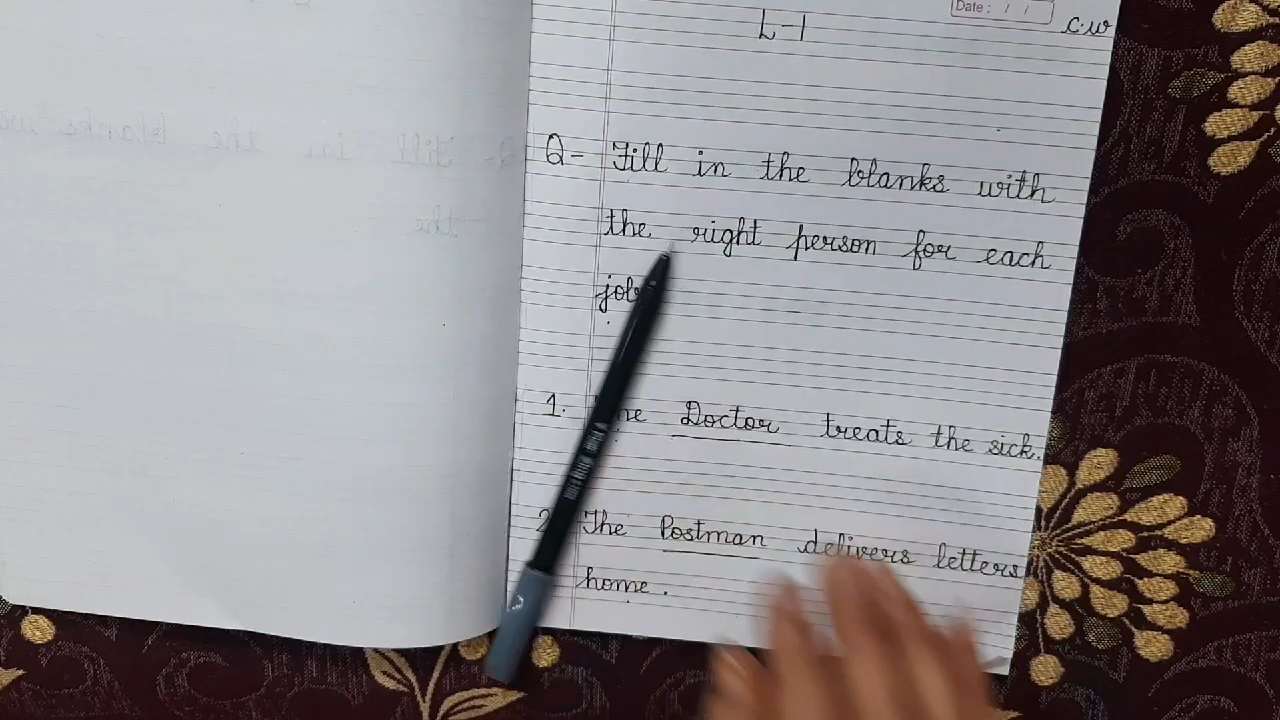 Date: / /
L-1
C.W
Q- Fill in the blanks with
the right person for each
job
1. The Doctor treats the sick.
2. The Postman delivers letters
home.